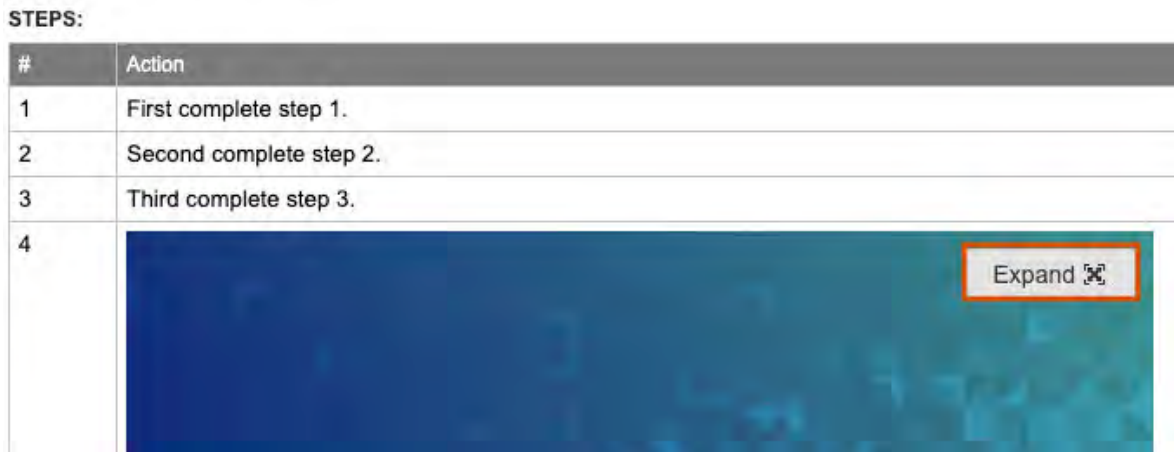 STEPS:
# Action
1 First complete step 1.
2 Second complete step 2.
3 Third complete step 3.
4
Expand